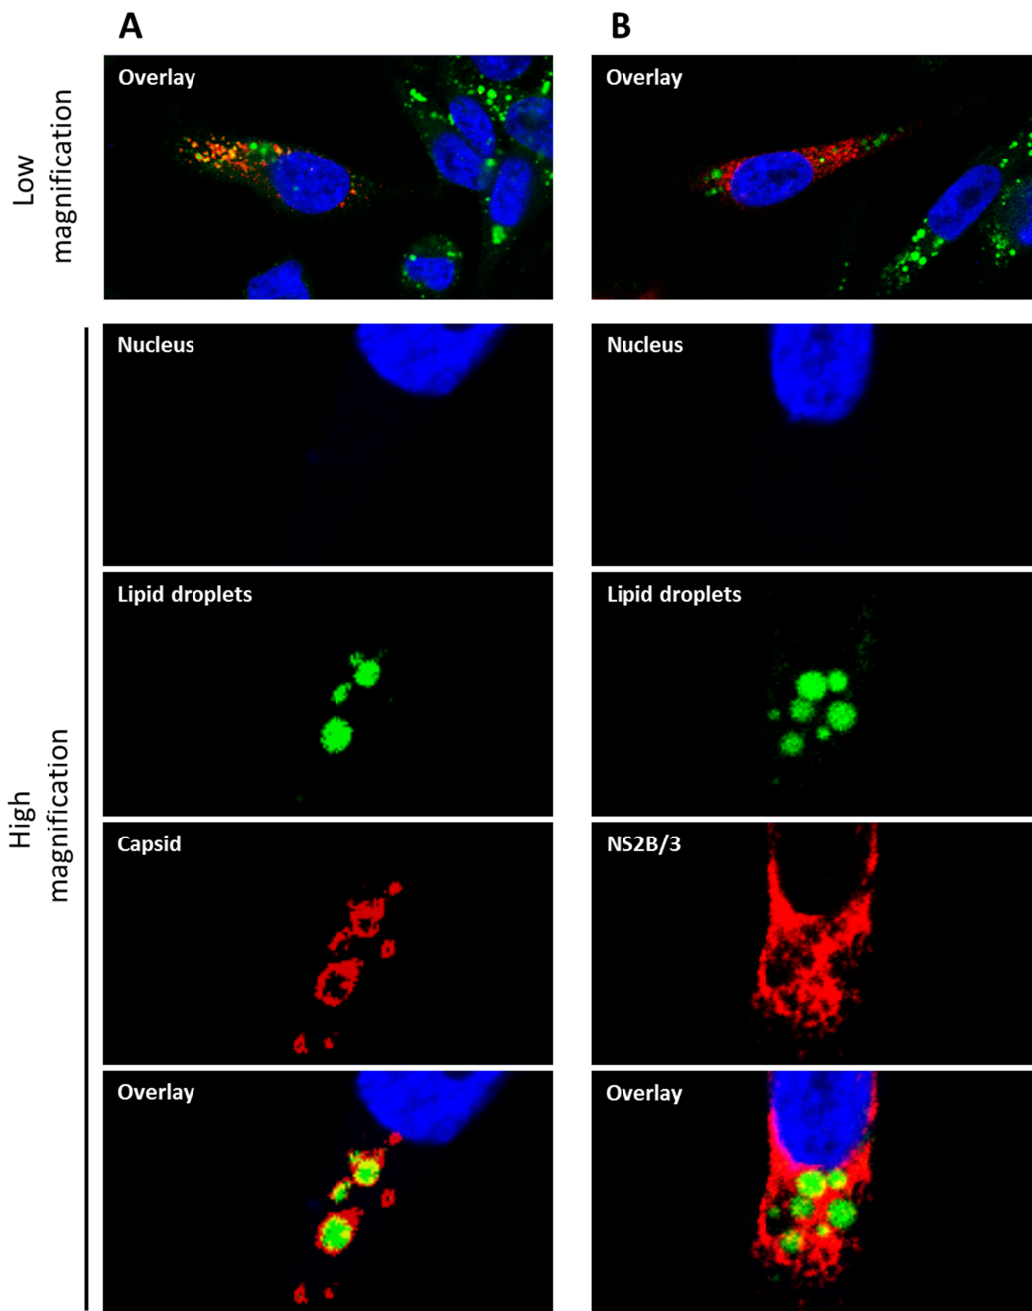 A
B
Low
magnification
Overlay
Overlay
High
magnification
Nucleus
Nucleus
Lipid droplets
Lipid droplets
Capsid
NS2B/3
Overlay
Overlay